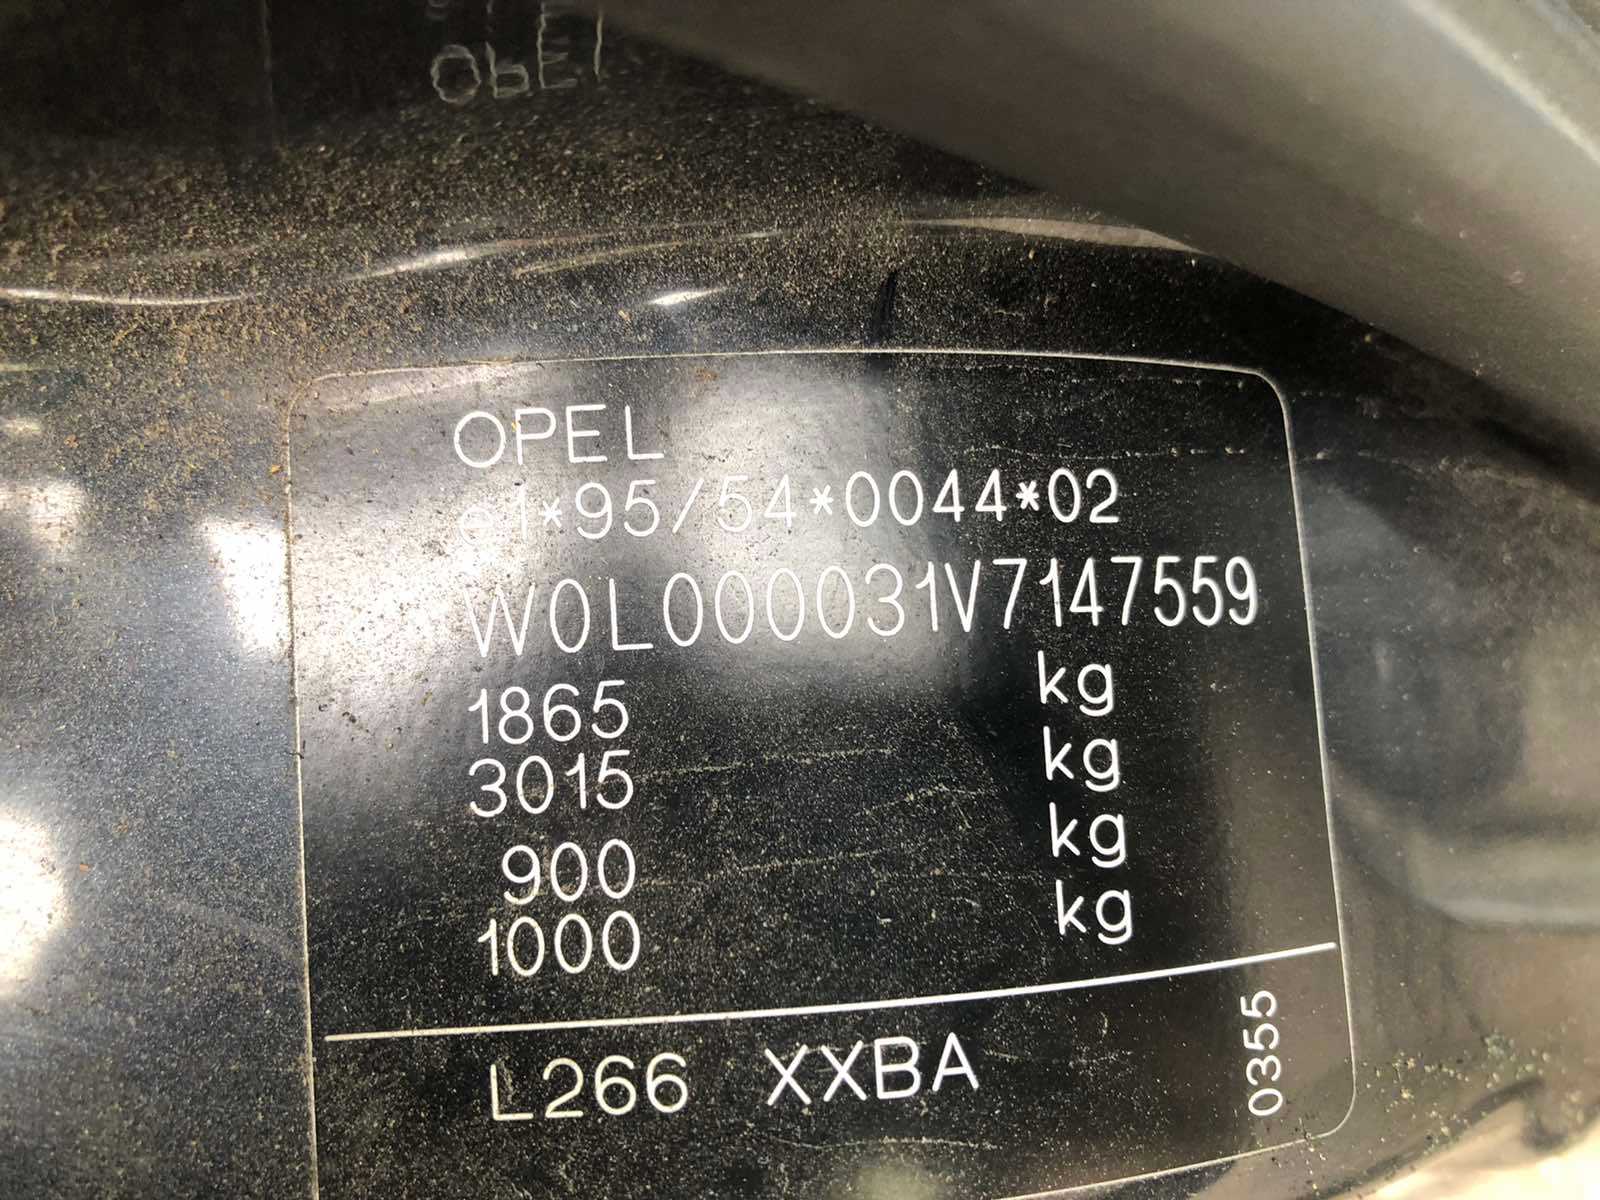 OPEL
OPEL
e1*95/54*0044*02
W0L000031V7147559
1865 kg
3015 kg
900 kg
1000 kg
L266 XXBA
0355